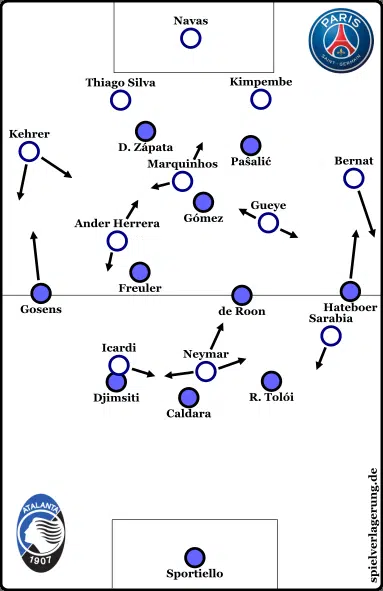 Navas
PARIS
SAINT-GERMAIN
Thiago Silva
Kimpembe
Kehrer
D. Zápata
Marquinhos
Paŝalić
Bernat
Gueye
Gómez
Ander Herrera
Freuler
Gosens
de Roon
Hateboer
Sarabia
Icardi
Neymar
Djimsiti
Caldara
R. Tolói
ATALANTA
1907
Sportiello
spielverlagerung.de